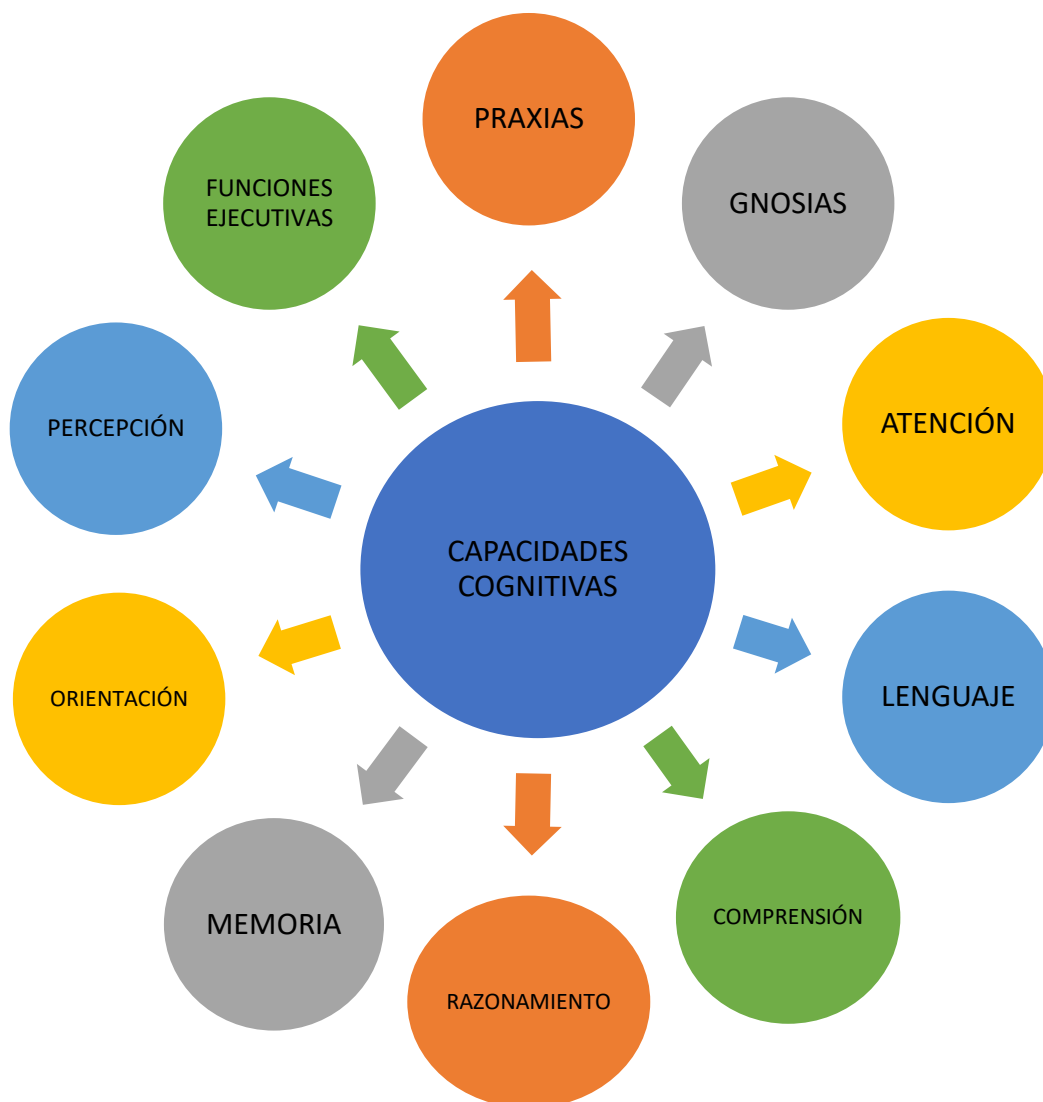 PRAXIAS
FUNCIONES
EJECUTIVAS
GNOSIAS
PERCEPCIÓN
ATENCIÓN
CAPACIDADES
COGNITIVAS
ORIENTACIÓN
LENGUAJE
MEMORIA
COMPRENSIÓN
RAZONAMIENTO